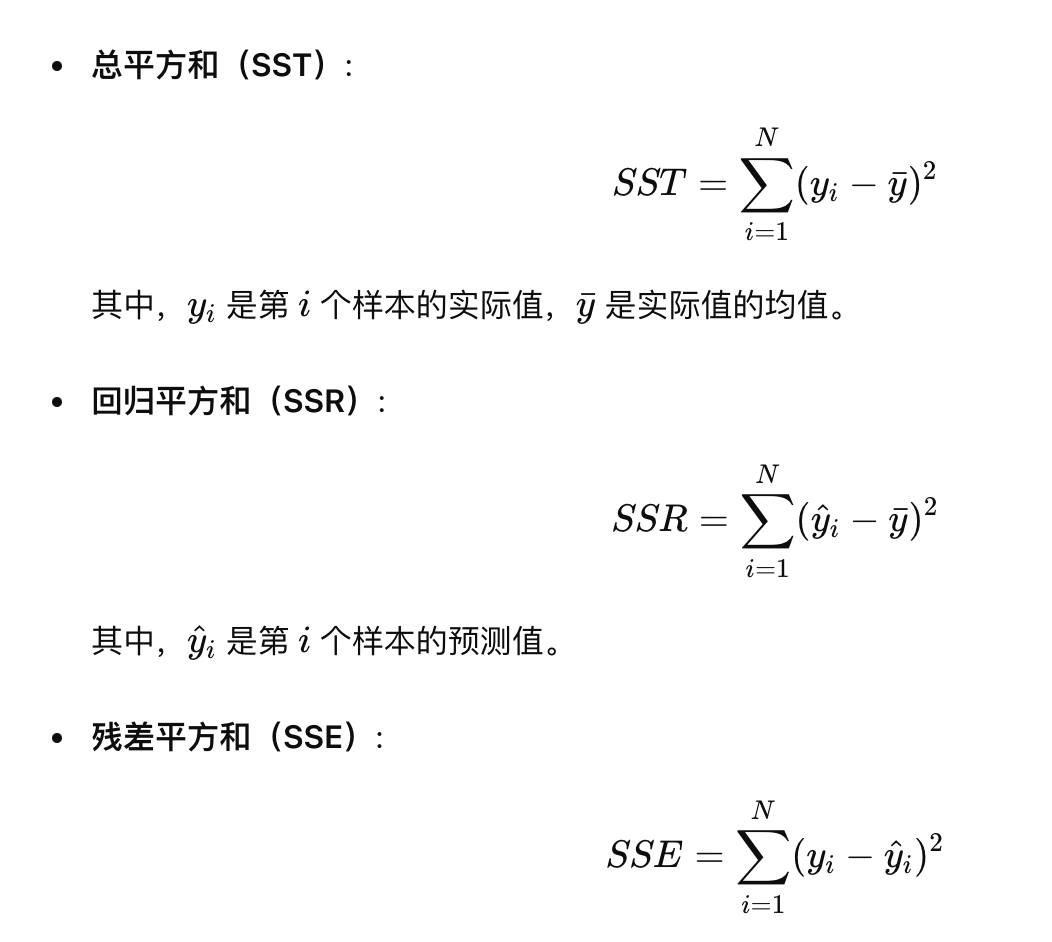 • 总平方和（SST）:
$SST = \sum_{i=1}^{N} (y_i - \bar{y})^2$
其中，$y_i$ 是第 $i$ 个样本的实际值，$\bar{y}$ 是实际值的均值。
• 回归平方和（SSR）:
$SSR = \sum_{i=1}^{N} (\hat{y}_i - \bar{y})^2$
其中，$\hat{y}_i$ 是第 $i$ 个样本的预测值。
• 残差平方和（SSE）:
$SSE = \sum_{i=1}^{N} (y_i - \hat{y}_i)^2$